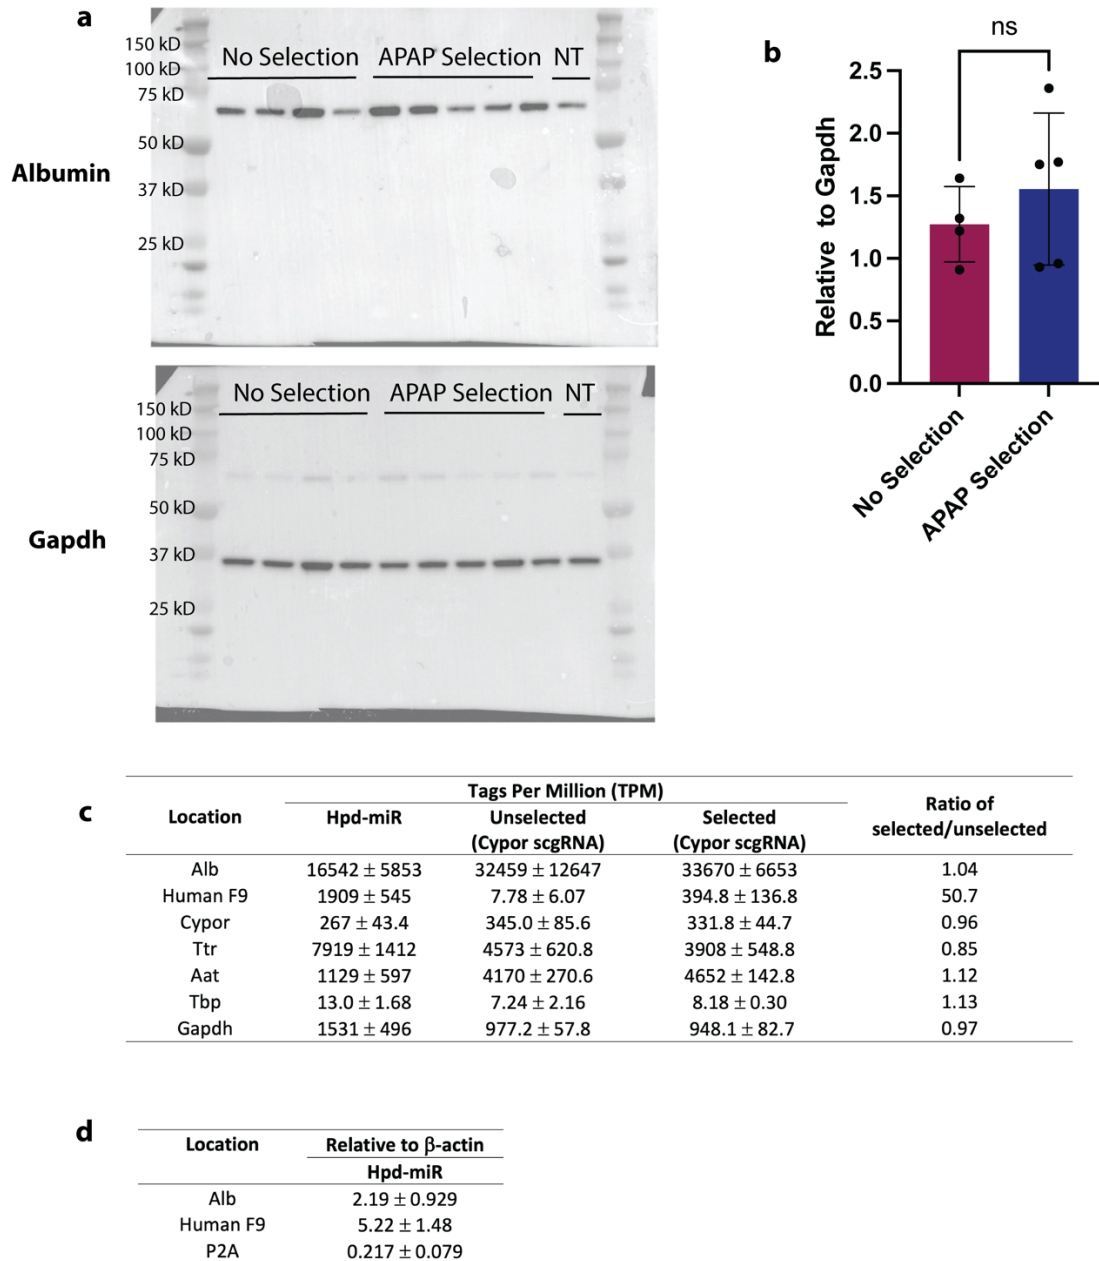 a
No Selection APAP Selection NT
150 kD
100 kD
75 kD
50 kD
37 kD
25 kD
Albumin
No Selection APAP Selection NT
150 kD
100 kD
75 kD
50 kD
37 kD
25 kD
Gapdh
b
ns
2.5
2.0
1.5
1.0
0.5
0.0
Relative to Gapdh
No Selection
APAP Selection
c
Tags Per Million (TPM)
Location Hpd-miR Unselected (Cypor scgRNA) Selected (Cypor scgRNA) Ratio of selected/unselected
Alb 16542 ± 5853 32459 ± 12647 33670 ± 6653 1.04
Human F9 1909 ± 545 7.78 ± 6.07 394.8 ± 136.8 50.7
Cypor 267 ± 43.4 345.0 ± 85.6 331.8 ± 44.7 0.96
Ttr 7919 ± 1412 4573 ± 620.8 3908 ± 548.8 0.85
Aat 1129 ± 597 4170 ± 270.6 4652 ± 142.8 1.12
Tbp 13.0 ± 1.68 7.24 ± 2.16 8.18 ± 0.30 1.13
Gapdh 1531 ± 496 977.2 ± 57.8 948.1 ± 82.7 0.97
d
Location Relative to β-actin
Hpd-miR
Alb 2.19 ± 0.929
Human F9 5.22 ± 1.48
P2A 0.217 ± 0.079